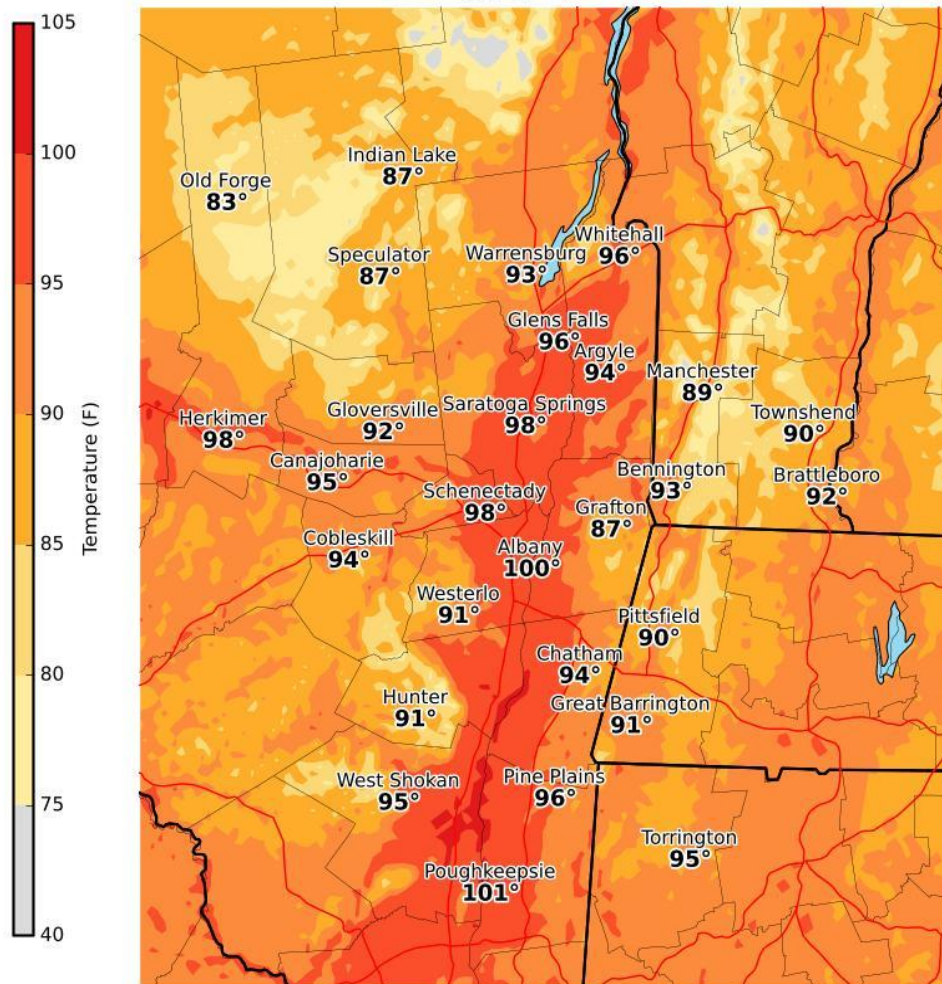 105
100
95
90
85
80
75
40
Temperature (F)
Indian Lake
87°
Old Forge
83°
Whitehall
96°
Speculator
87°
Warrensburg
93°
Glens Falls
96°
Argyle
94°
Manchester
89°
Saratoga Springs
98°
Gloversville
92°
Townshend
90°
Herkimer
98°
Canajoharie
95°
Bennington
93°
Brattleboro
92°
Schenectady
98°
Grafton
87°
Cobleskill
94°
Albany
100°
Westerlo
91°
Pittsfield
90°
Chatham
94°
Hunter
91°
Great Barrington
91°
West Shokan
95°
Pine Plains
96°
Torrington
95°
Poughkeepsie
101°